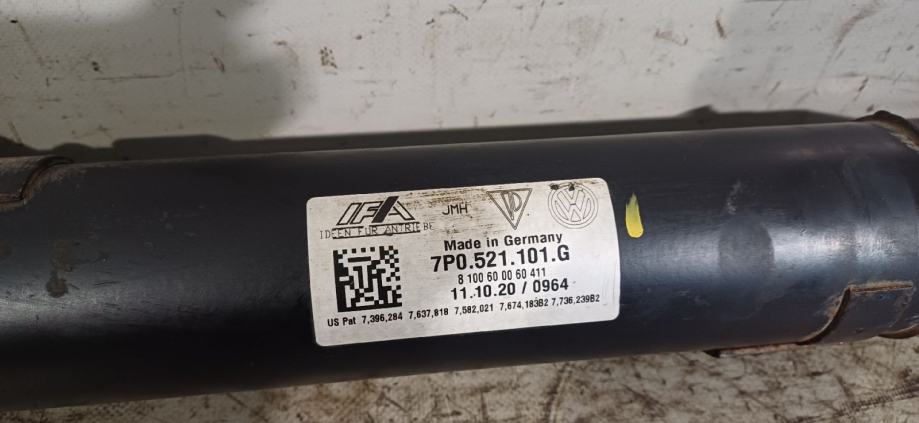 IFA
IDEEN FÜR ANTRIEBE
JMH
VW
Made in Germany
7P0.521.101.G
8 100 60 00 60 411
11.10.20 / 0964
US Pat 7,396,284 7,637,818 7,582,021 7,674,183B2 7,736,239B2